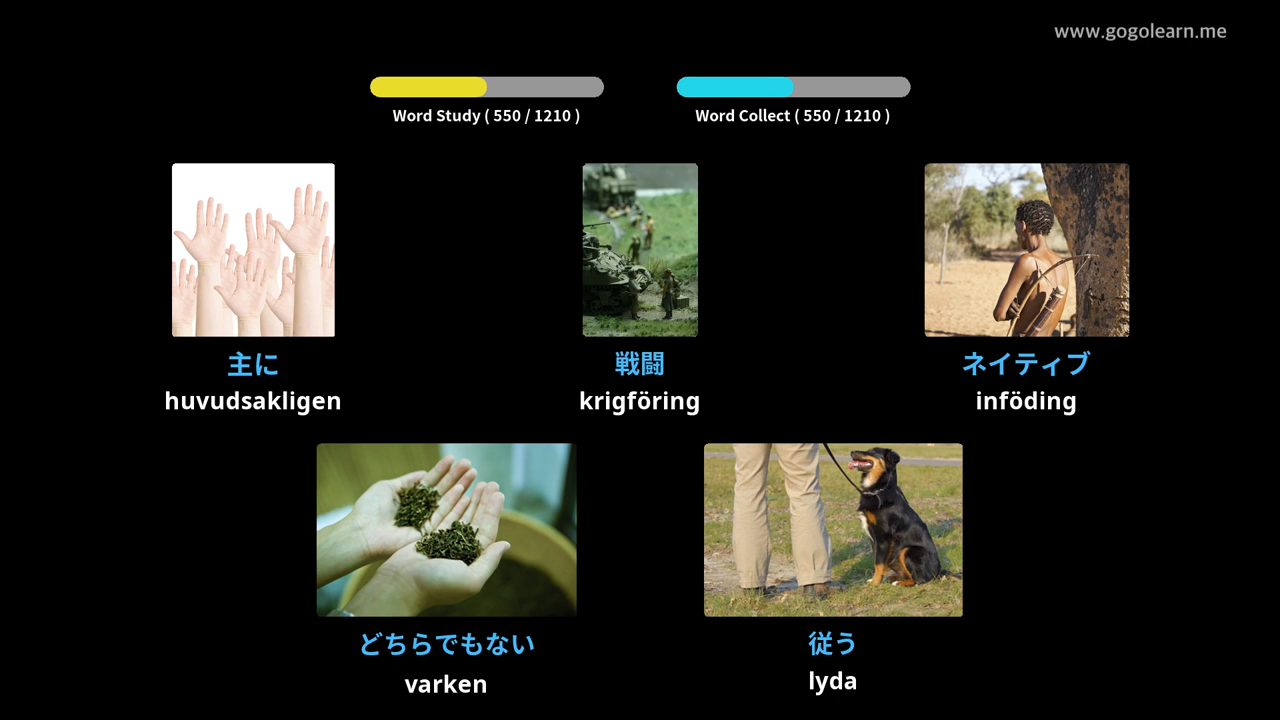 www.gogolearn.me
Word Study ( 550 / 1210 )
Word Collect ( 550 / 1210 )
主に
huvudsakligen
戦闘
krigföring
ネイティブ
inföding
どちらでもない
varken
従う
lyda